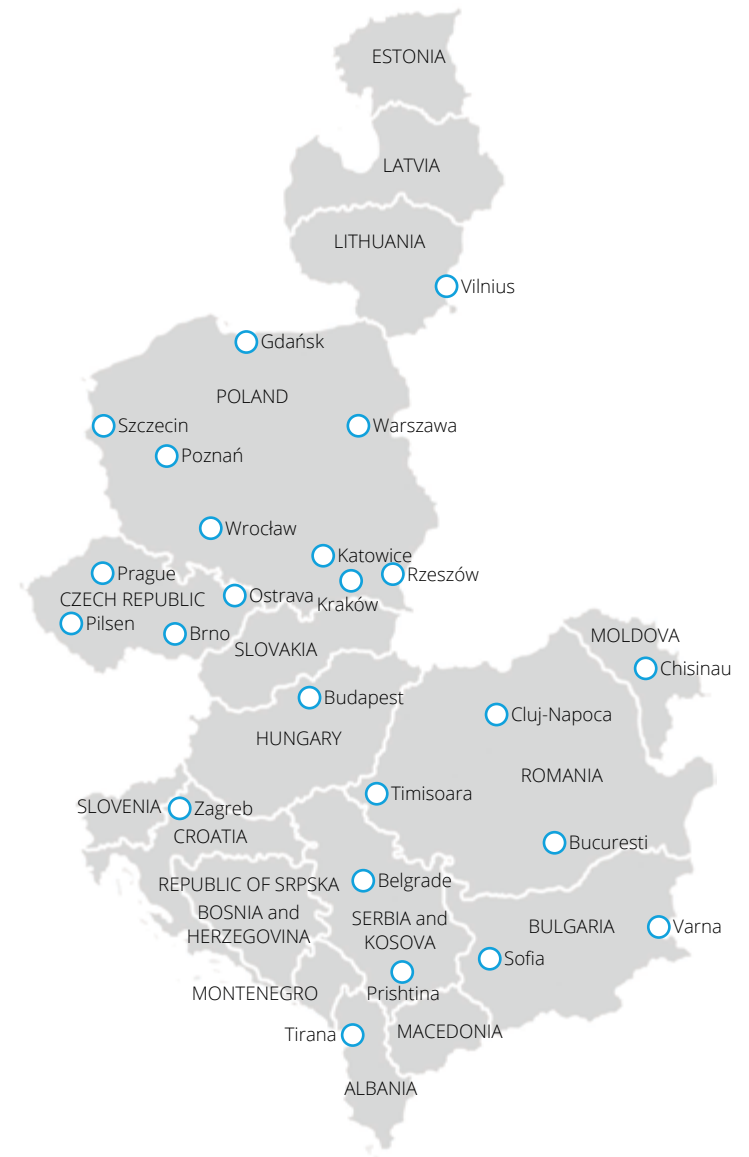 ESTONIA
LATVIA
LITHUANIA
Vilnius
Gdańsk
POLAND
Szczecin
Warszawa
Poznań
Wrocław
Katowice
Prague
Rzeszów
CZECH REPUBLIC
Ostrava
Kraków
Pilsen
Brno
MOLDOVA
SLOVAKIA
Chisinau
Budapest
Cluj-Napoca
HUNGARY
ROMANIA
Timisoara
SLOVENIA
Zagreb
CROATIA
Bucuresti
REPUBLIC OF SRPSKA
Belgrade
BOSNIA and
HERZEGOVINA
SERBIA and
KOSOVA
BULGARIA
Varna
Sofia
MONTENEGRO
Prishtina
Tirana
MACEDONIA
ALBANIA